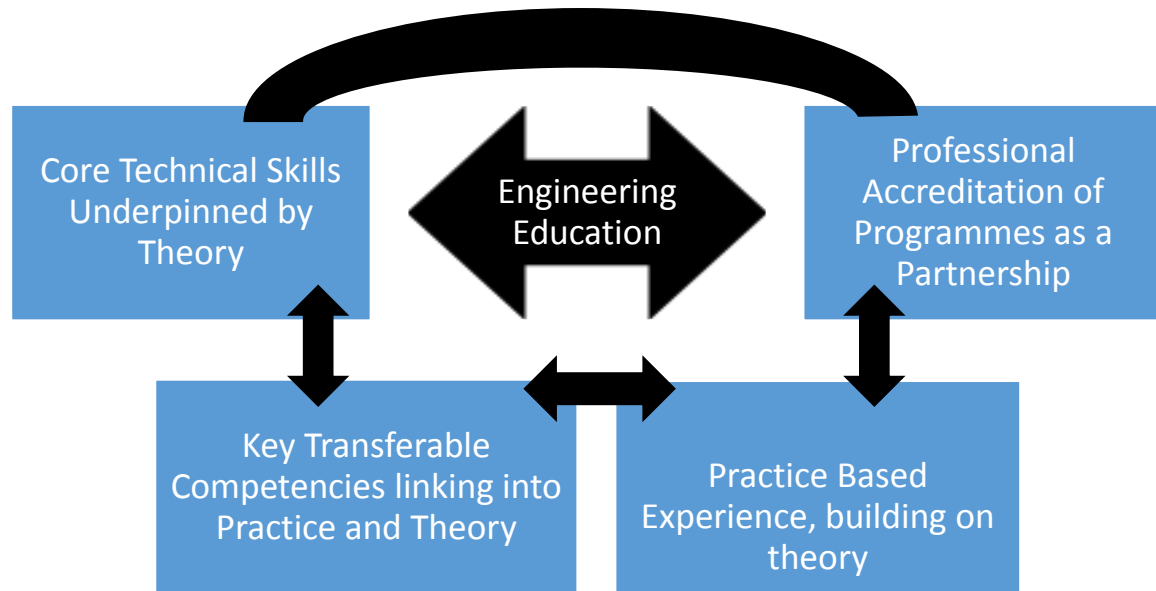 Core Technical Skills
Underpinned by
Theory
Engineering
Education
Professional
Accreditation of
Programmes as a
Partnership
Key Transferable
Competencies linking into
Practice and Theory
Practice Based
Experience, building on
theory